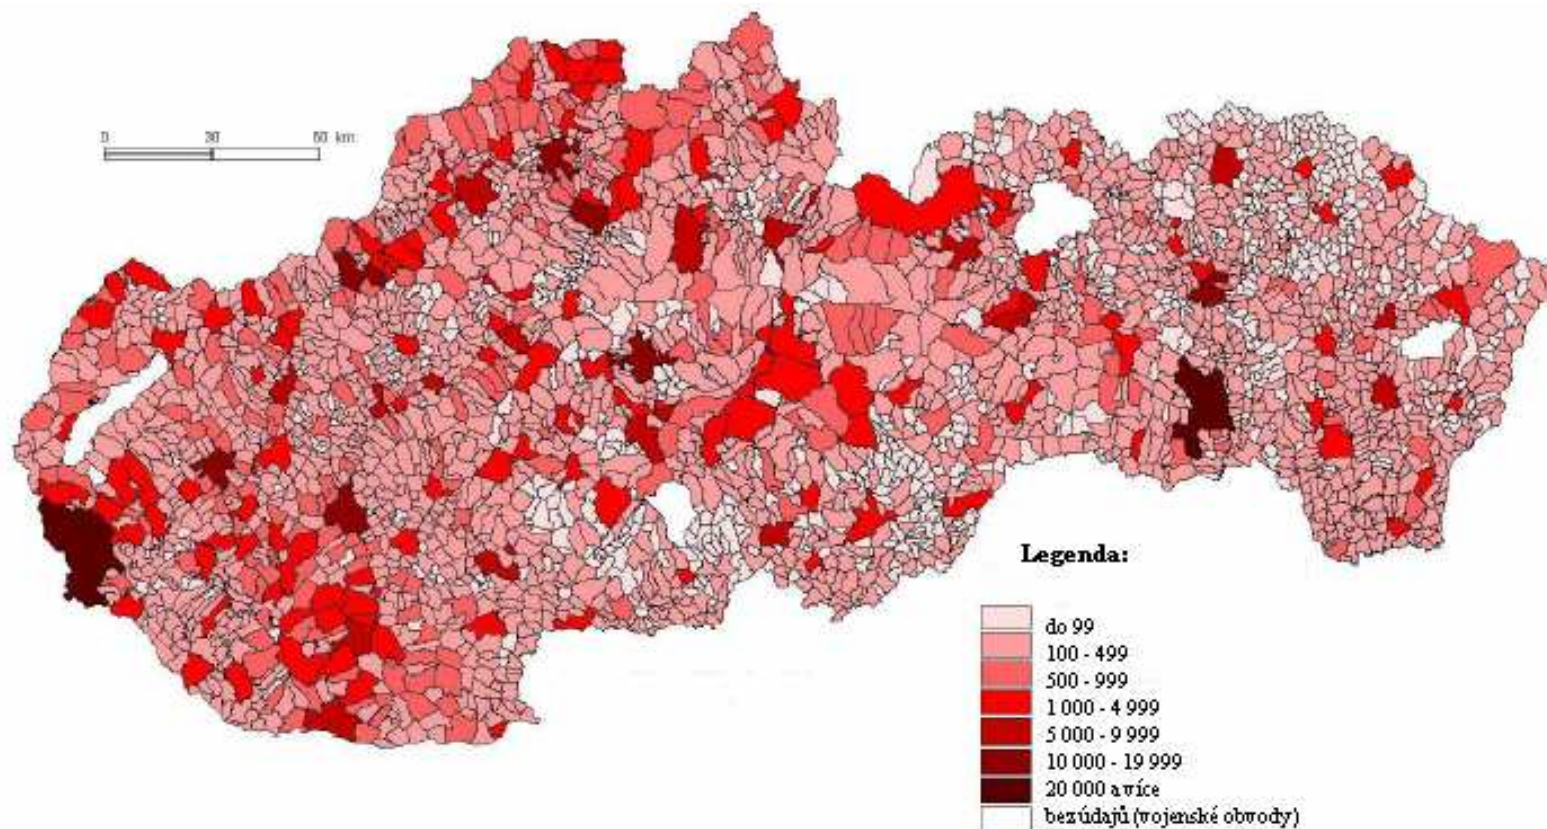 0 30 60 km
Legenda:
do 99
100 - 499
500 - 999
1 000 - 4 999
5 000 - 9 999
10 000 - 19 999
20 000 a více
bez údajů (vojenské obvody)